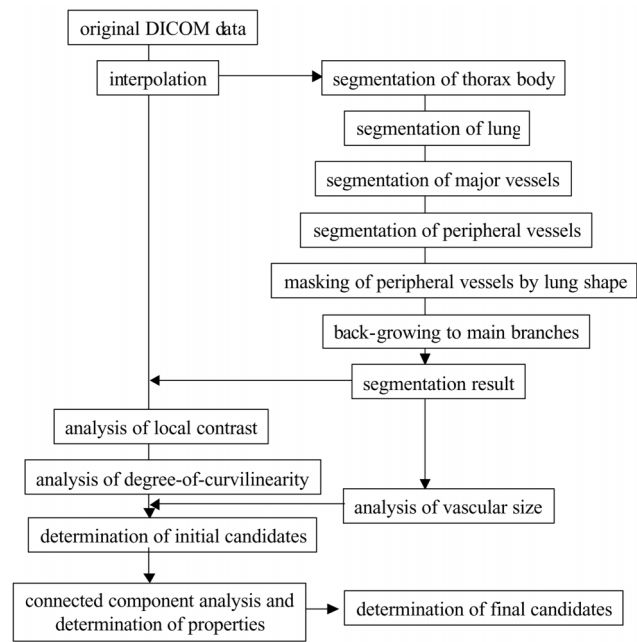 original DICOM data
interpolation
segmentation of thorax body
segmentation of lung
segmentation of major vessels
segmentation of peripheral vessels
masking of peripheral vessels by lung shape
back-growing to main branches
segmentation result
analysis of local contrast
analysis of degree-of-curvilinearity
analysis of vascular size
determination of initial candidates
connected component analysis and
determination of properties
determination of final candidates